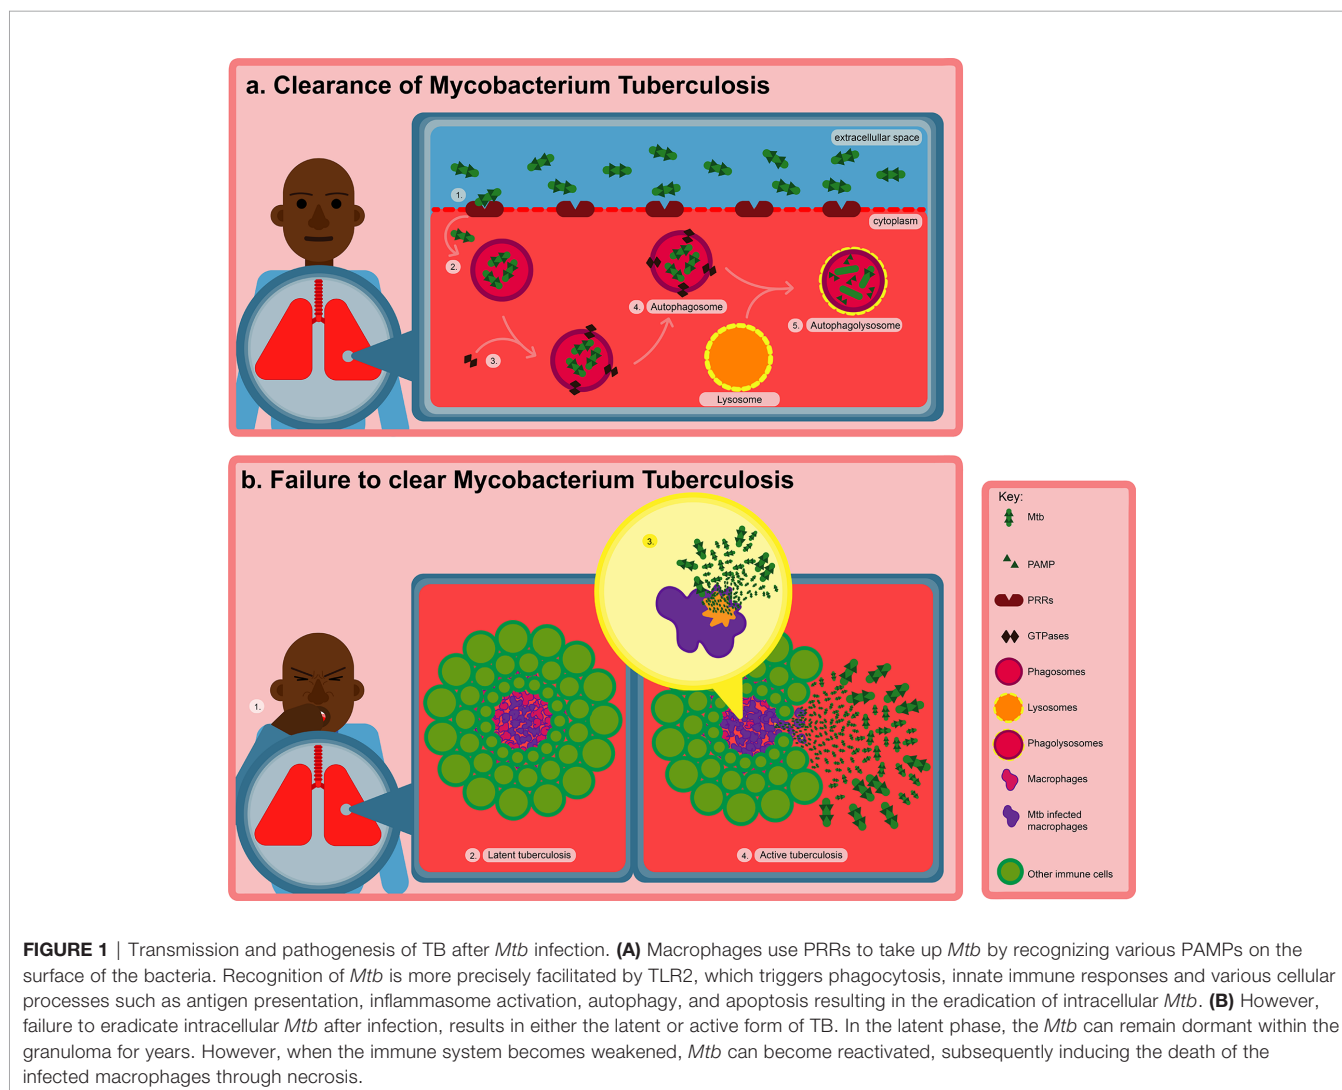 a. Clearance of Mycobacterium Tuberculosis
extracellullar space
1.
cytoplasm
2.
4. Autophagosome
5. Autophagolysosome
3.
Lysosome
b. Failure to clear Mycobacterium Tuberculosis
3.
1.
2. Latent tuberculosis
4. Active tuberculosis
Key:
Mtb
PAMP
PRRs
GTPases
Phagosomes
Lysosomes
Phagolysosomes
Macrophages
Mtb infected
macrophages
Other immune cells
FIGURE 1 | Transmission and pathogenesis of TB after Mtb infection. (A) Macrophages use PRRs to take up Mtb by recognizing various PAMPs on the
surface of the bacteria. Recognition of Mtb is more precisely facilitated by TLR2, which triggers phagocytosis, innate immune responses and various cellular
processes such as antigen presentation, inflammasome activation, autophagy, and apoptosis resulting in the eradication of intracellular Mtb. (B) However,
failure to eradicate intracellular Mtb after infection, results in either the latent or active form of TB. In the latent phase, the Mtb can remain dormant within the
granuloma for years. However, when the immune system becomes weakened, Mtb can become reactivated, subsequently inducing the death of the
infected macrophages through necrosis.